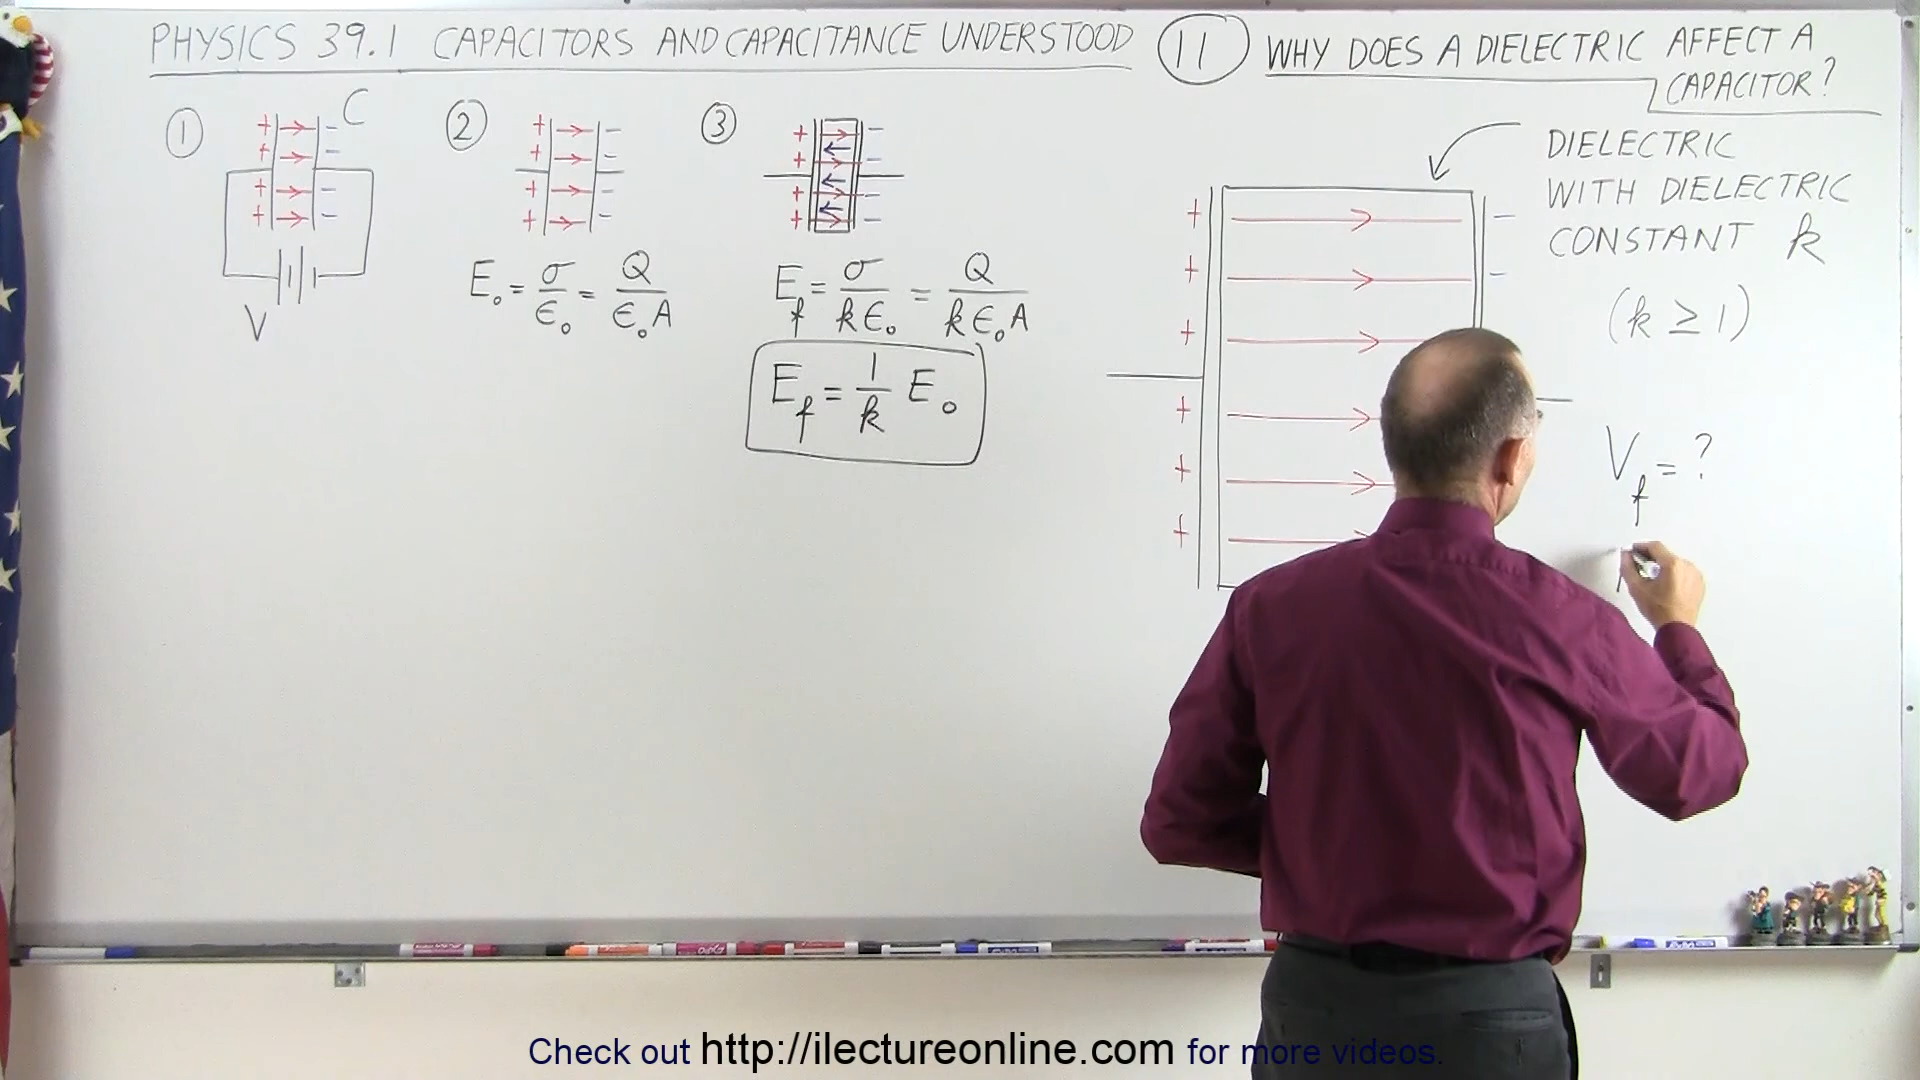 PHYSICS 39.1 CAPACITORS AND CAPACITANCE UNDERSTOOD
11 WHY DOES A DIELECTRIC AFFECT A
CAPACITOR?
1
+ → − C
+ → −
+ → −
+ → −
V
2
+ → −
+ → −
+ → −
+ → −
E₀ = σ/ϵ₀ = Q/ϵ₀A
3
+ → −
+ → −
+ → −
+ → −
E_f = σ/kϵ₀ = Q/kϵ₀A
E_f = 1/k E₀
DIELECTRIC
WITH DIELECTRIC
CONSTANT k
(k ≥ 1)
+ −
+ −
+
+
+
+
V_f = ?
Check out http://ilectureonline.com for more videos.